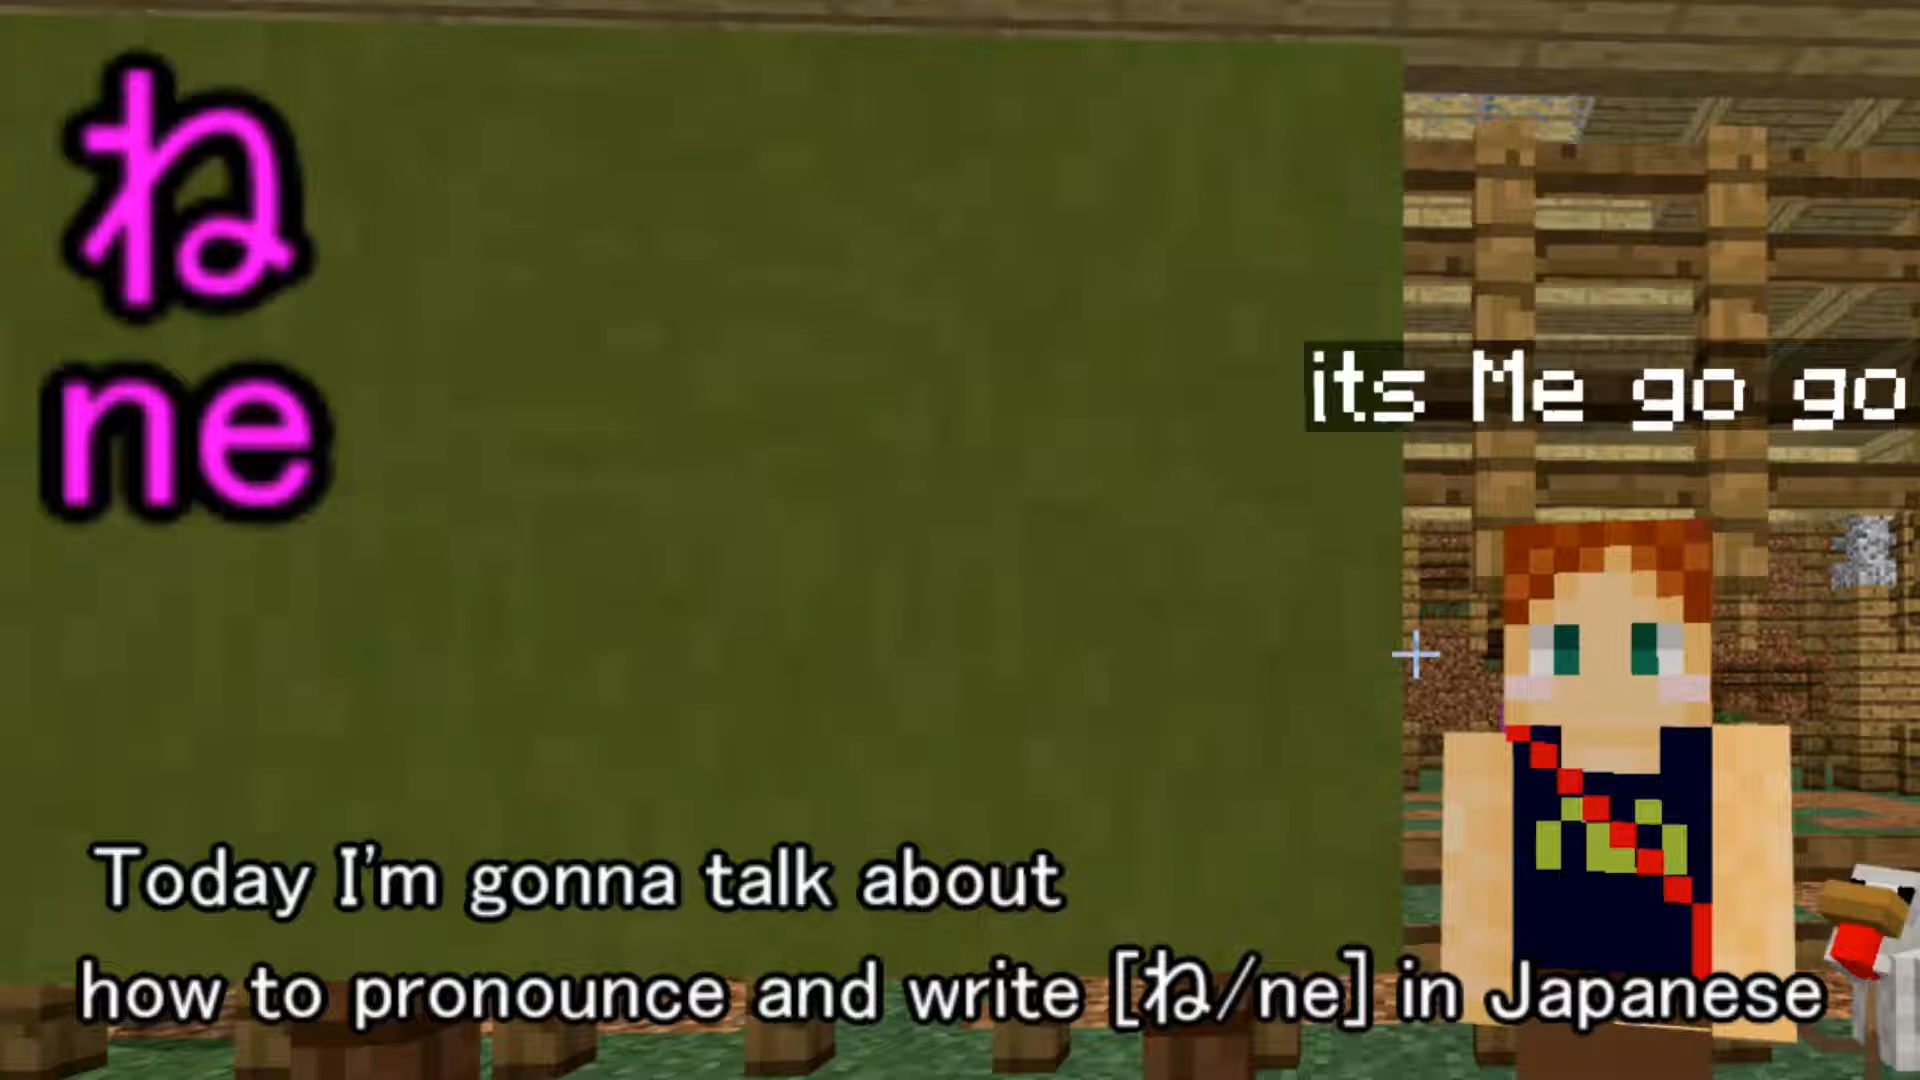 ね
ne
its Me go go
Today I'm gonna talk about
how to pronounce and write [ね/ne] in Japanese